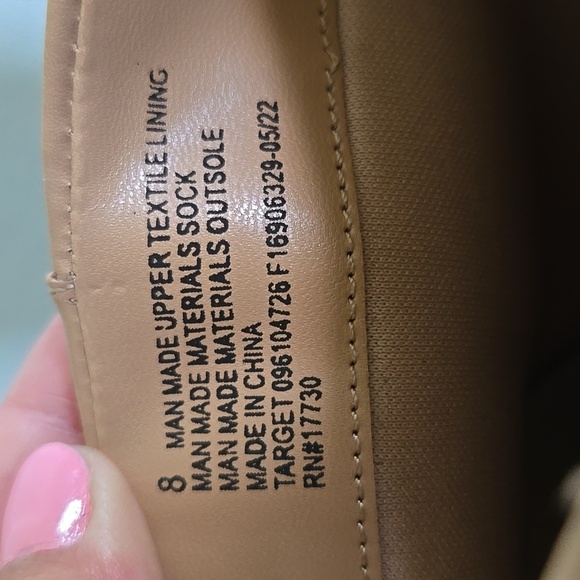 8 MAN MADE UPPER TEXTILE LINING
MAN MADE MATERIALS SOCK
MAN MADE MATERIALS OUTSOLE
MADE IN CHINA
TARGET 096104726 F16906329-05/22
RN#17730